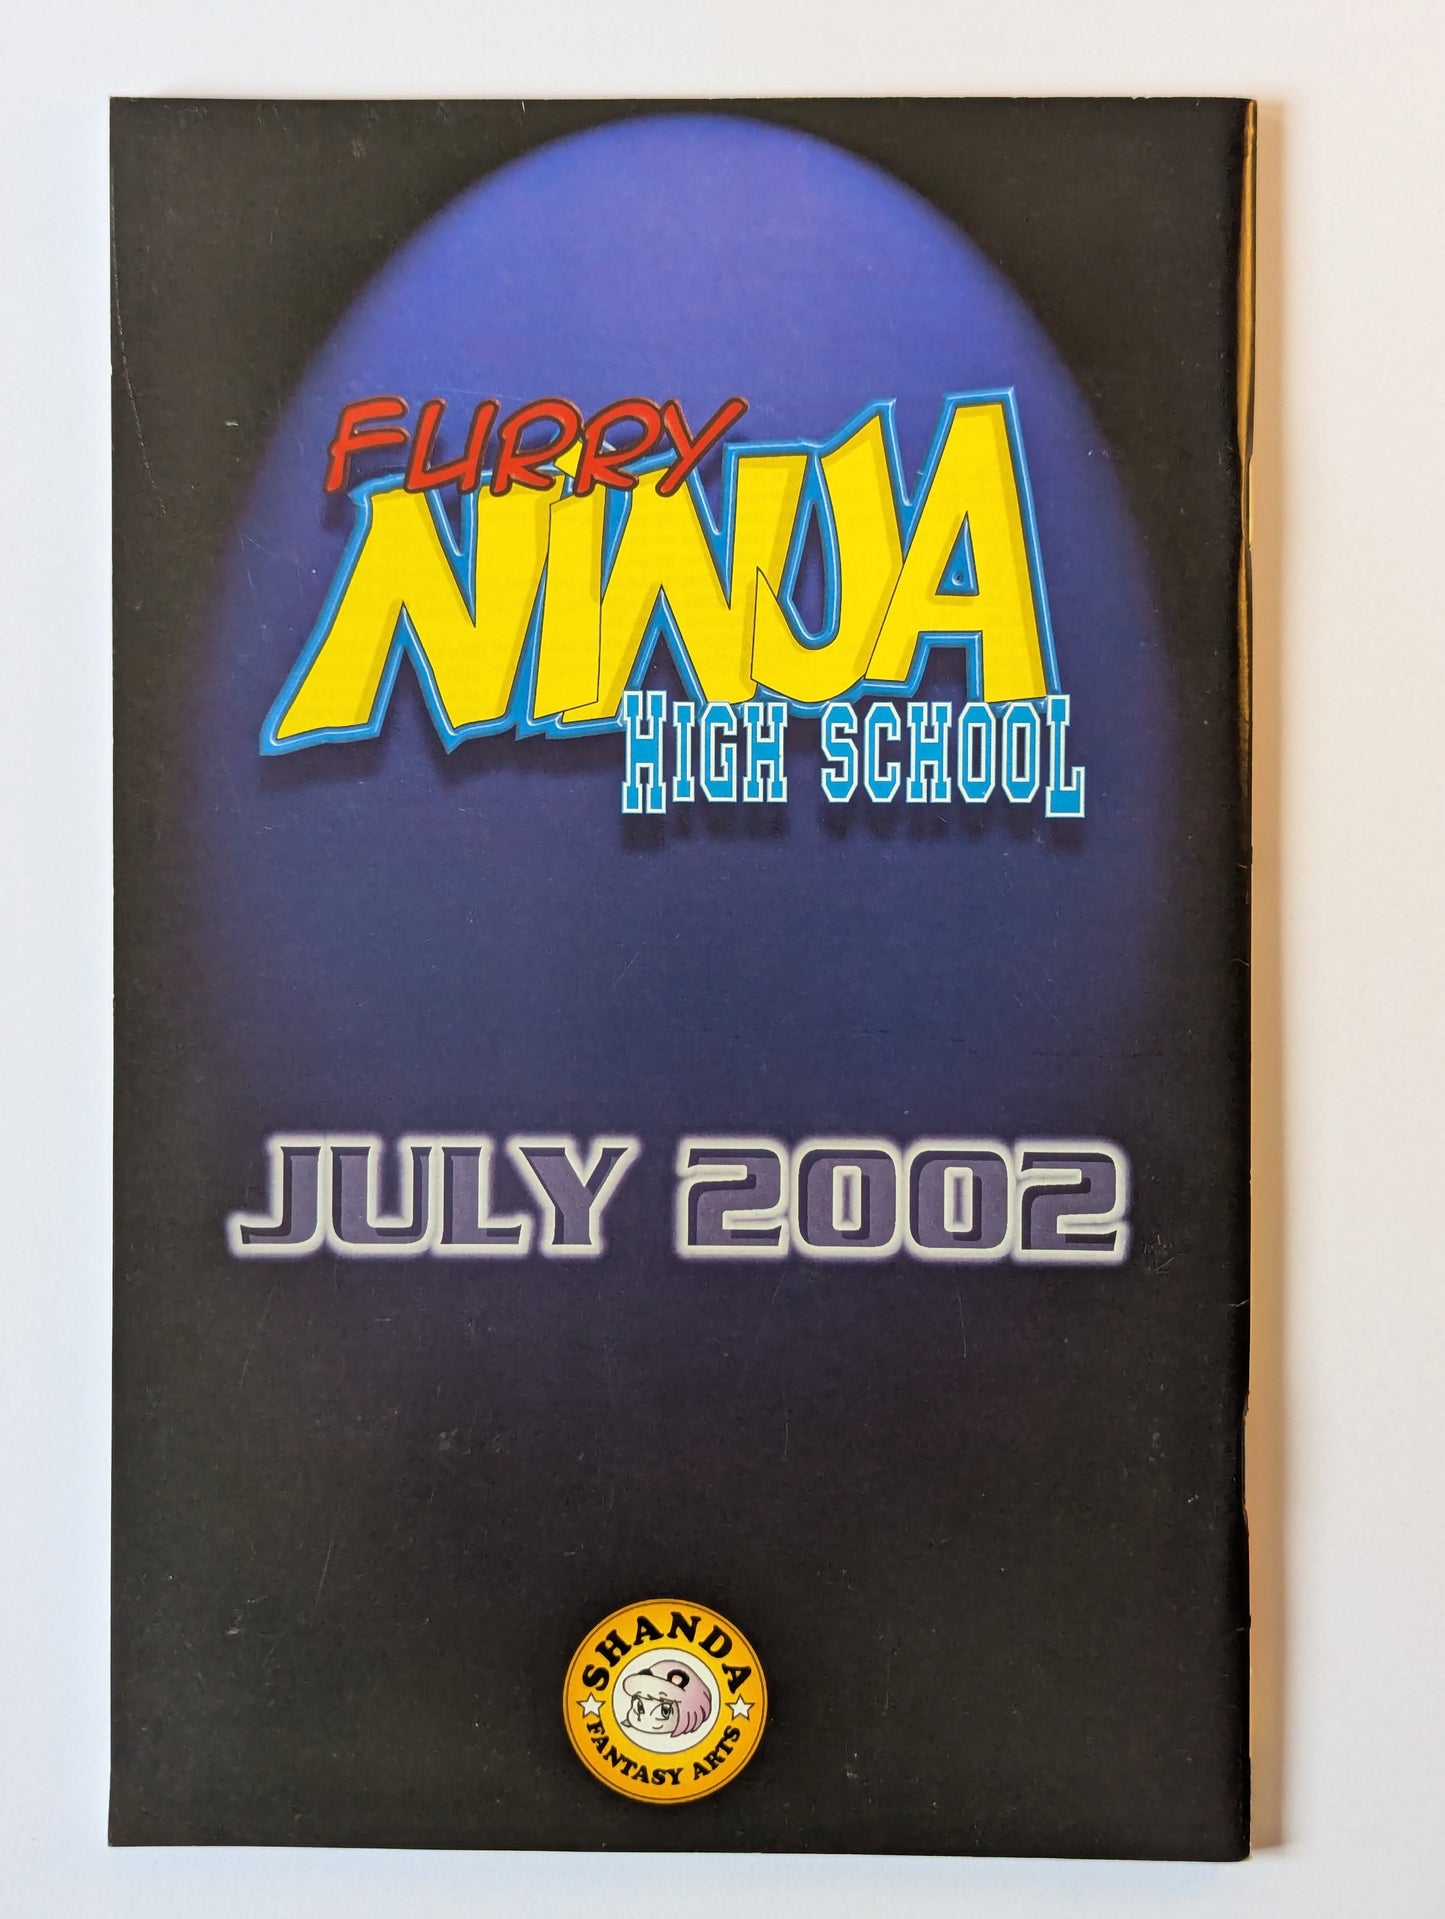 FURRY
NINJA
HIGH SCHOOL
JULY 2002
SHANDA
FANTASY ARTS